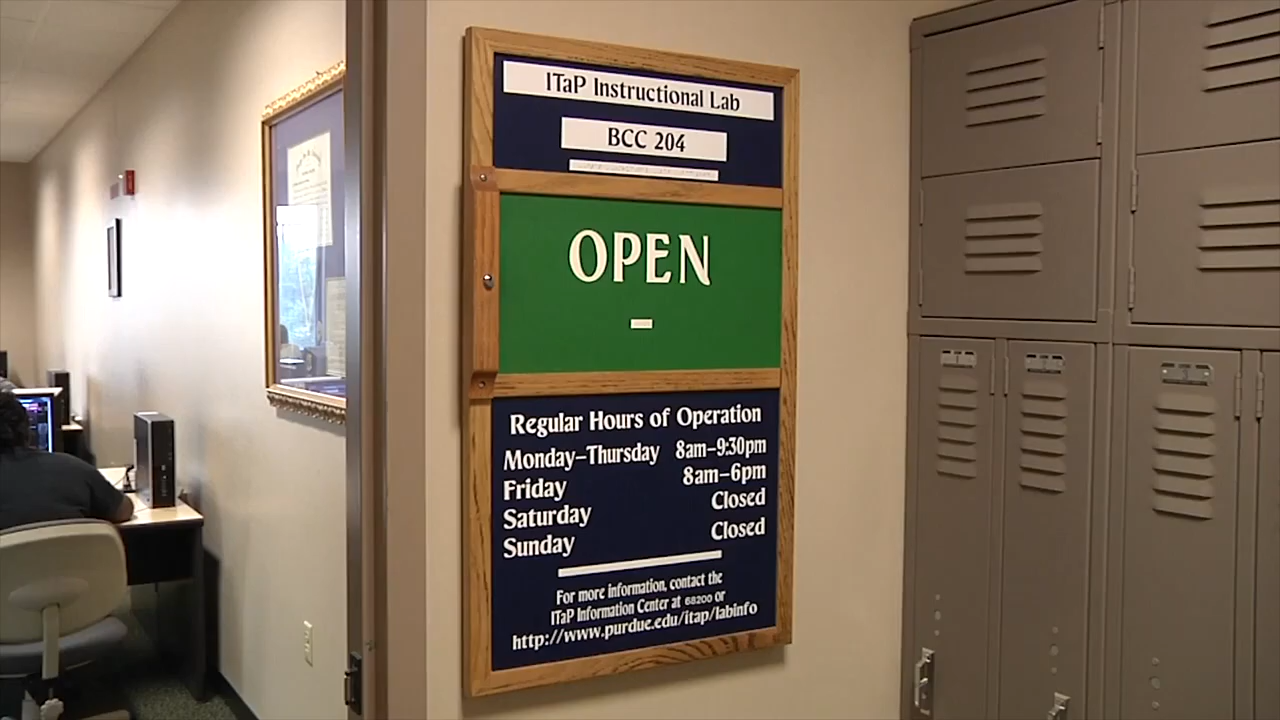 ITaP Instructional Lab
BCC 204
OPEN
Regular Hours of Operation
Monday–Thursday 8am–9:30pm
Friday 8am–6pm
Saturday Closed
Sunday Closed
For more information, contact the
ITaP Information Center at 68200 or
http://www.purdue.edu/itap/labinfo